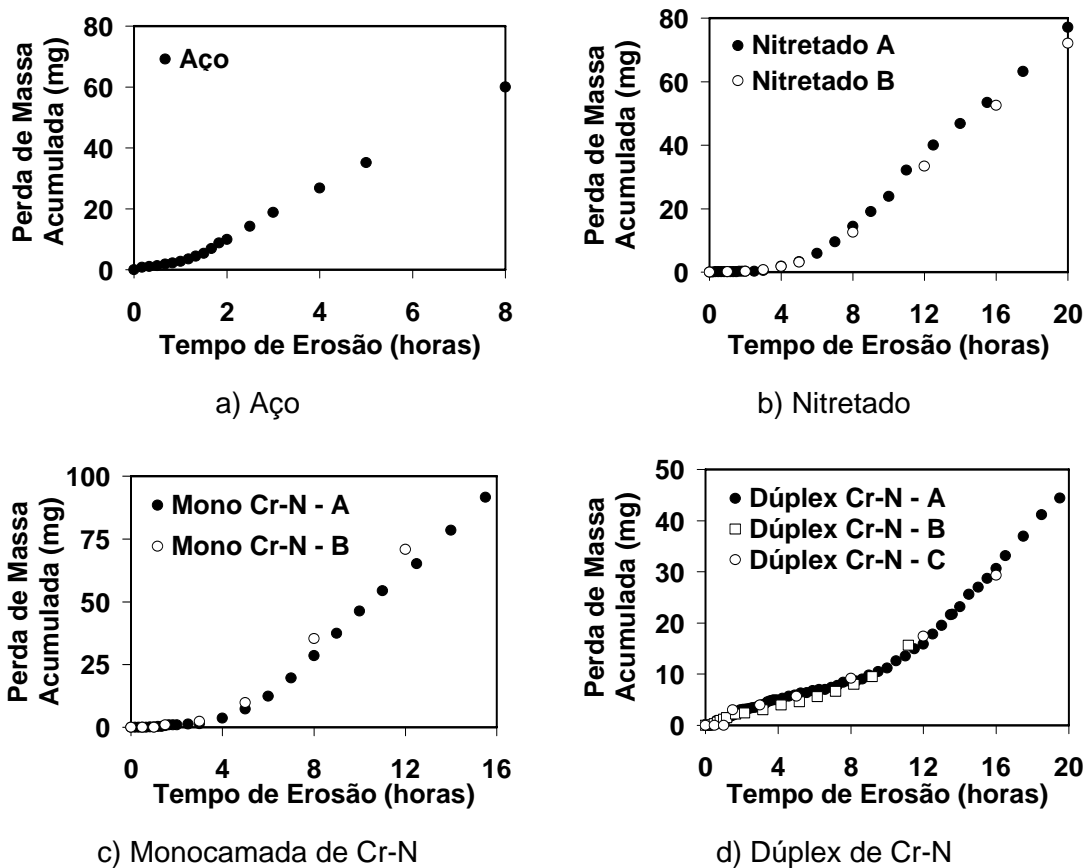 Perda de Massa
Acumulada (mg)
80
60
40
20
0
Aço
0 2 4 6 8
Tempo de Erosão (horas)
a) Aço
Perda de Massa
Acumulada (mg)
80
60
40
20
0
Nitretado A
Nitretado B
0 4 8 12 16 20
Tempo de Erosão (horas)
b) Nitretado
Perda de Massa
Acumulada (mg)
100
75
50
25
0
Mono Cr-N - A
Mono Cr-N - B
0 4 8 12 16
Tempo de Erosão (horas)
c) Monocamada de Cr-N
Perda de Massa
Acumulada (mg)
50
40
30
20
10
0
Dúplex Cr-N - A
Dúplex Cr-N - B
Dúplex Cr-N - C
0 4 8 12 16 20
Tempo de Erosão (horas)
d) Dúplex de Cr-N